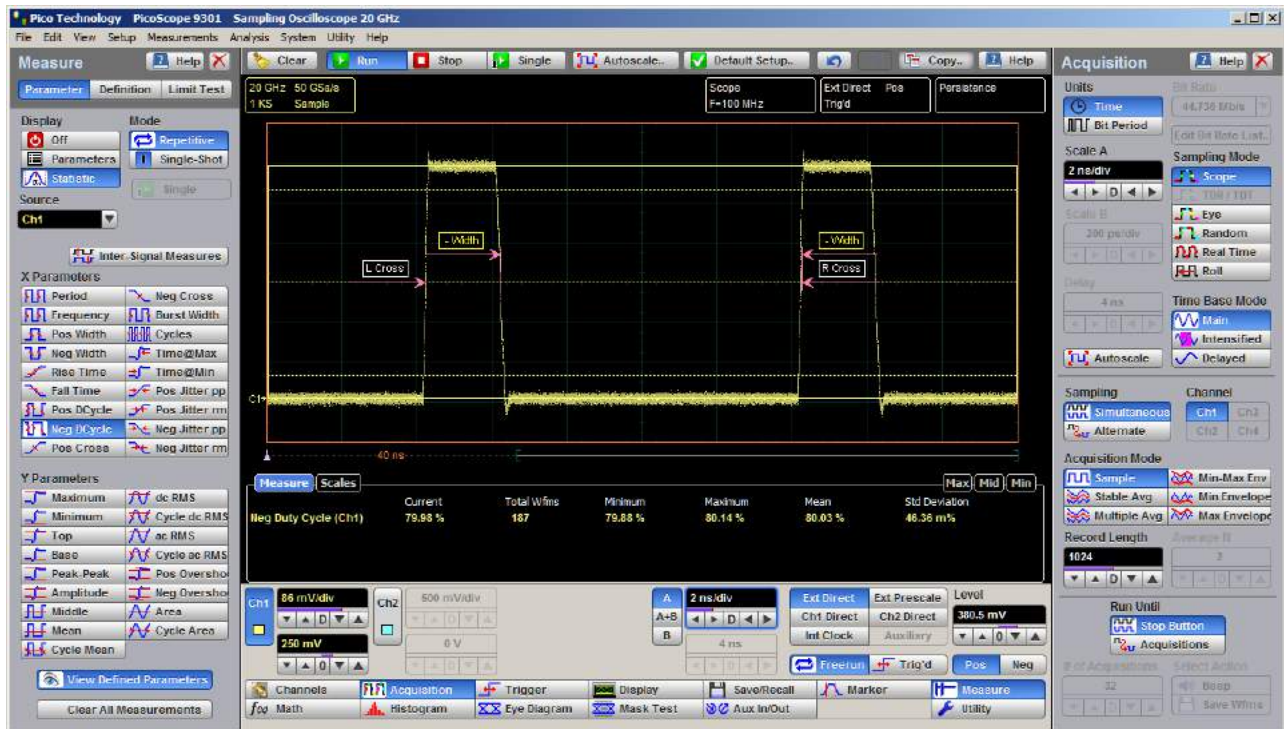 Pico Technology PicoScope 9301 Sampling Oscilloscope 20 GHz
File Edit View Setup Measurements Analysis System Utility Help
Measure Help
Parameter Definition Limit Test
Display Mode
Off Repetitive
Parameters Single-Shot
Statistic Single
Source
Ch1
Inter-Signal Measures
X Parameters
Period Neg Cross
Frequency Burst Width
Pos Width Cycles
Neg Width Time@Max
Rise Time Time@Min
Fall Time Pos Jitter pp
Pos DCycle Pos Jitter rm
Neg DCycle Neg Jitter pp
Pos Cross Neg Jitter rm
Y Parameters
Maximum dc RMS
Minimum Cycle dc RMS
Top ac RMS
Base Cycle ac RMS
Peak-Peak Pos Oversho
Amplitude Neg Oversho
Middle Area
Mean Cycle Area
Cycle Mean
View Defined Parameters
Clear All Measurements
Clear Run Stop Single Autoscale.. Default Setup.. Copy.. Help
20 GHz 50 GSa/s
1 KS Sample
Scope
F=100 MHz
Ext Direct Pos
Trig'd
Persistence
- Width - Width
L Cross R Cross
C1
40 ns
Measure Scales Max Mid Min
Current Total Wfms Minimum Maximum Mean Std Deviation
Neg Duty Cycle (Ch1) 79.98 % 187 79.88 % 80.14 % 80.03 % 46.36 m%
Ch1 86 mV/div Ch2 500 mV/div A 2 ns/div Ext Direct Ext Prescale Level
D A+B D Ch1 Direct Ch2 Direct 380.5 mV
250 mV 0 V B 4 ns Int Clock Auxiliary 0
0 Freerun Trig'd Pos Neg
Channels Acquisition Trigger Display Save/Recall Marker Measure
f(x) Math Histogram Eye Diagram Mask Test Aux In/Out Utility
Acquisition Help
Units Bit Rate
Time 44.736 Mb/s
Bit Period Edit Bit Rate List..
Scale A Sampling Mode
2 ns/div Scope
D TDR / TDT
Scale B Eye
200 ps/div Random
Real Time
Roll
Delay
4 ns Time Base Mode
Main
Intensified
Autoscale Delayed
Sampling Channel
Simultaneous Ch1 Ch3
Alternate Ch2 Ch4
Acquisition Mode
Sample Min-Max Env
Stable Avg Min Envelope
Multiple Avg Max Envelope
Record Length Average N
1024 2
D
Run Until
Stop Button
Acquisitions
# of Acquisitions Select Action
32 Beep
Save Wfms